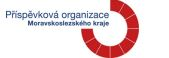 Příspěvková organizace
Moravskoslezského kraje